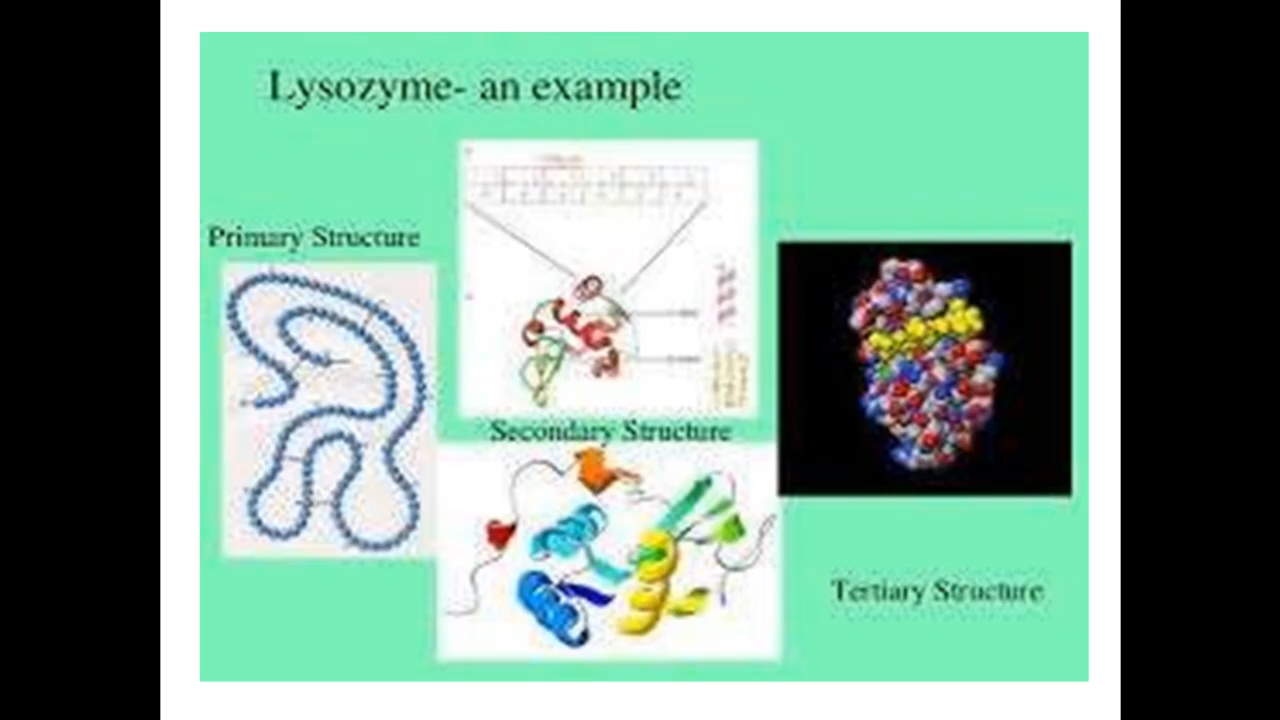 Lysozyme- an example
Primary Structure
Secondary Structure
Tertiary Structure